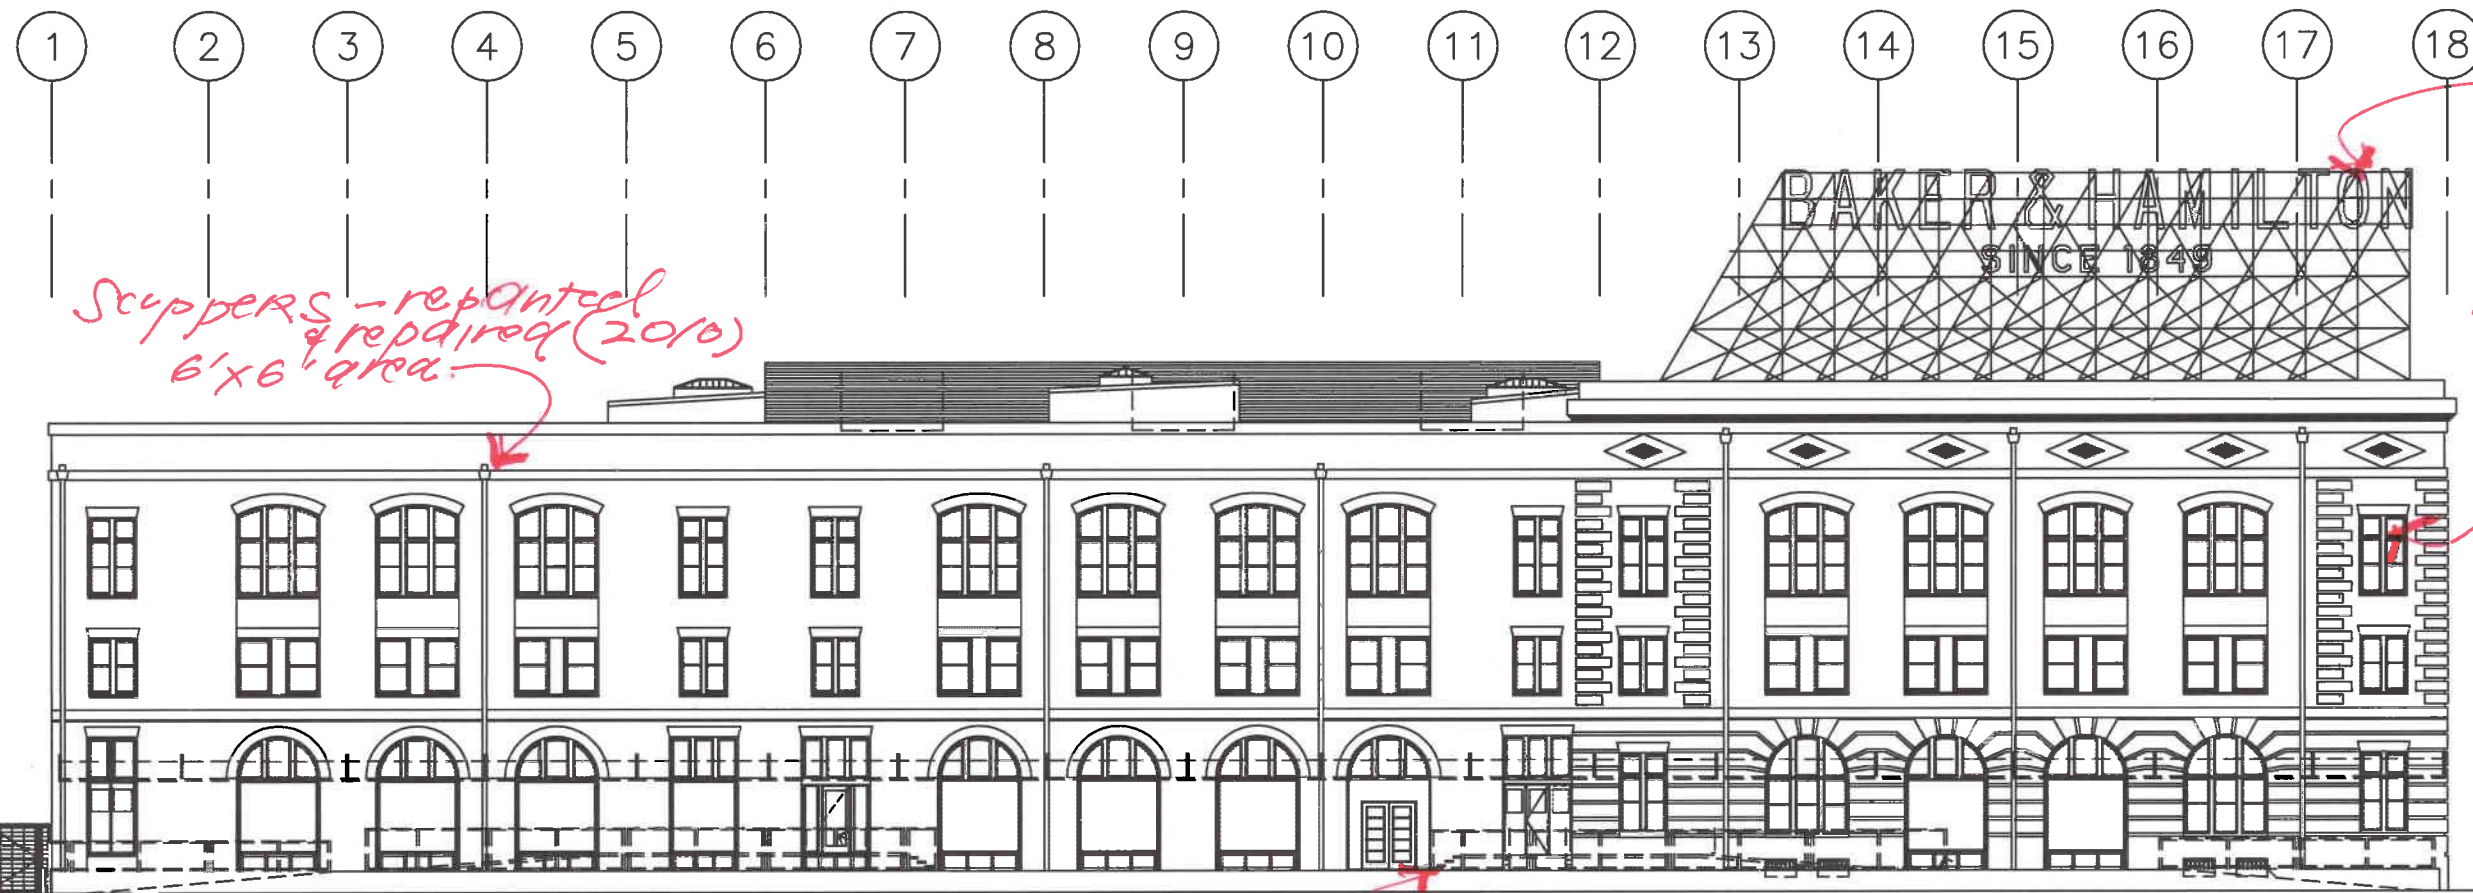 1 2 3 4 5 6 7 8 9 10 11 12 13 14 15 16 17 18
BAKER & HAMILTON
SINCE 1849
Scuppers - repainted
& repaired (2010)
6'x6' area